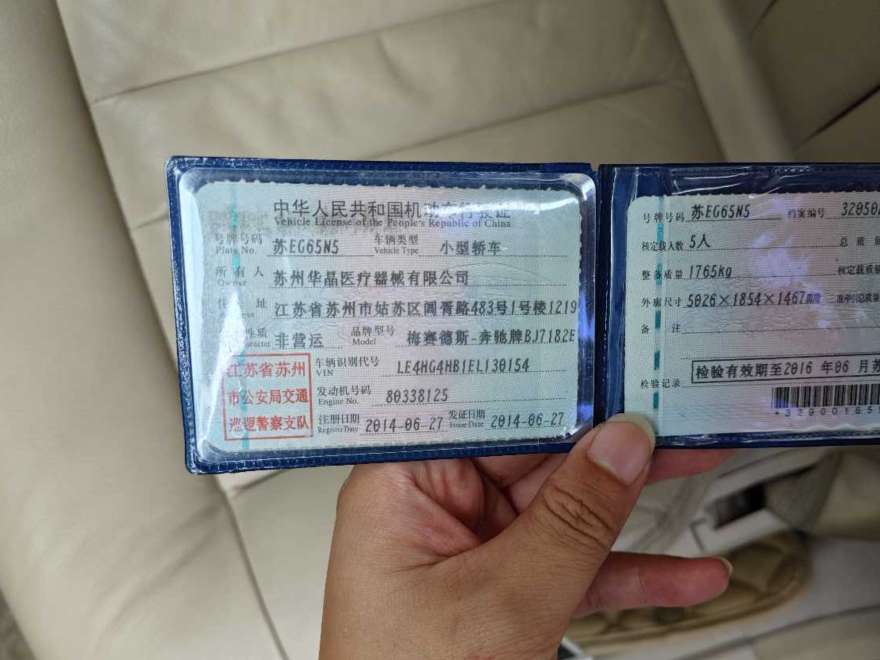 中华人民共和国机动车行驶证
Vehicle License of the People's Republic of China
号牌号码 苏EG65N5 车辆类型 小型轿车
Plate No. Vehicle Type
所有人 苏州华晶医疗器械有限公司
Owner
住址 江苏省苏州市姑苏区阊胥路483号1号楼1219
性质 非营运 品牌型号 梅赛德斯-奔驰牌BJ7182E
Model
江苏省苏州
市公安局交通
巡逻警察支队
车辆识别代号 LE4HG4HB1EL130154
VIN
发动机号码 80338125
Engine No.
注册日期 2014-06-27 发证日期 2014-06-27
Register Date Issue Date
号牌号码 苏EG65N5 档案编号 32050
核定载人数 5人 总质
整备质量 1765kg 核定载质
外廓尺寸 5026×1854×1467
备注
检验有效期至2016年06月苏
检验记录